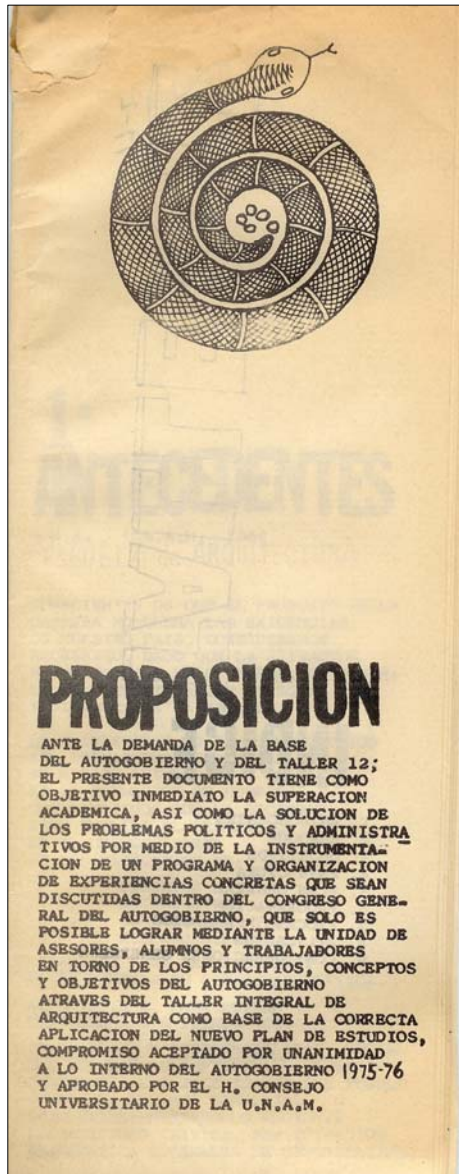 PROPOSICION
ANTE LA DEMANDA DE LA BASE
DEL AUTOGOBIERNO Y DEL TALLER 12;
EL PRESENTE DOCUMENTO TIENE COMO
OBJETIVO INMEDIATO LA SUPERACION
ACADEMICA, ASI COMO LA SOLUCION DE
LOS PROBLEMAS POLITICOS Y ADMINISTRA
TIVOS POR MEDIO DE LA INSTRUMENTA-
CION DE UN PROGRAMA Y ORGANIZACION
DE EXPERIENCIAS CONCRETAS QUE SEAN
DISCUTIDAS DENTRO DEL CONGRESO GENE-
RAL DEL AUTOGOBIERNO, QUE SOLO ES
POSIBLE LOGRAR MEDIANTE LA UNIDAD DE
ASESORES, ALUMNOS Y TRABAJADORES
EN TORNO DE LOS PRINCIPIOS, CONCEPTOS
Y OBJETIVOS DEL AUTOGOBIERNO
ATRAVES DEL TALLER INTEGRAL DE
ARQUITECTURA COMO BASE DE LA CORRECTA
APLICACION DEL NUEVO PLAN DE ESTUDIOS,
COMPROMISO ACEPTADO POR UNANIMIDAD
A LO INTERNO DEL AUTOGOBIERNO 1975-76
Y APROBADO POR EL H. CONSEJO
UNIVERSITARIO DE LA U.N.A.M.